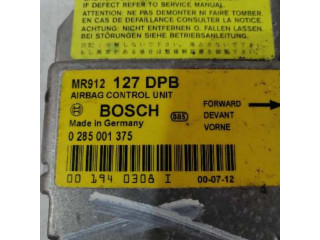 IF DEFECT REFER TO SERVICE MANUAL.
NE PAS DEMONTER NI FAIRE TOMBER.
EN CAS DE DEFAILLANCE CONSULTER LA
NOTICE D'UTILISATION.
ACHTUNG: NICHT ENTFERNEN O. FALLEN LASSEN
BEI STÖRUNGEN SIEHE BETRIEBSANLEITUNG.
MR912 127 DPB
AIRBAG CONTROL UNIT
BOSCH
FORWARD
DEVANT
VORNE
Made in Germany
0 285 001 375
00 194 0308 I
00-07-12